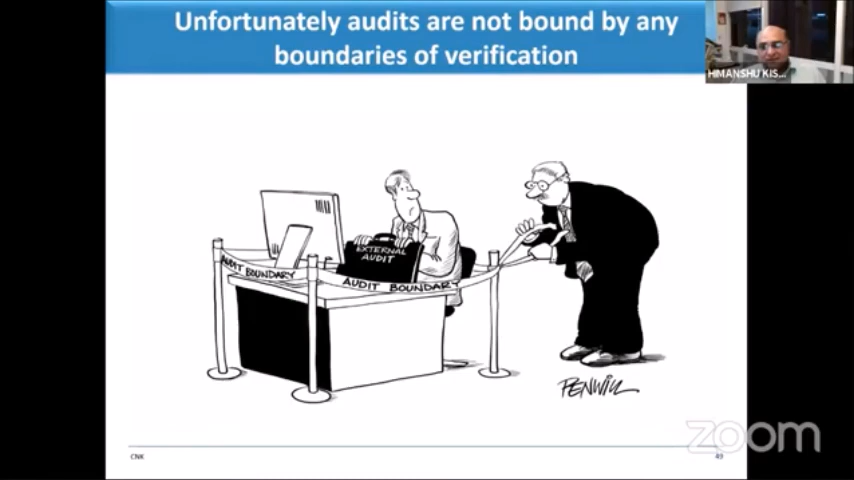 Unfortunately audits are not bound by any
boundaries of verification
HIMANSHU KIS...
EXTERNAL
AUDIT
AUDIT BOUNDARY
AUDIT BOUNDARY
PENWILL
zoom
CNK
49